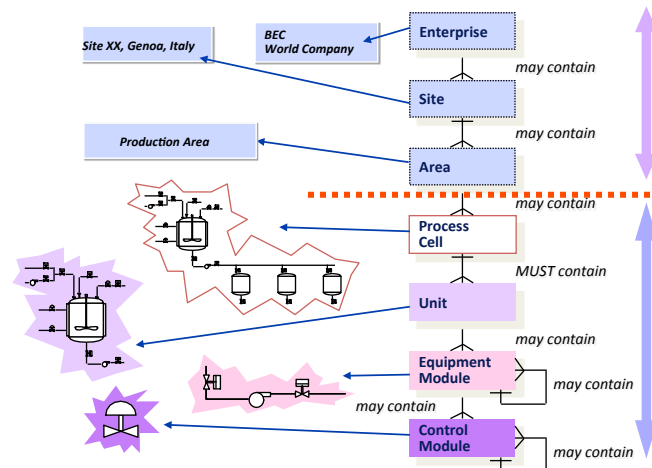 BEC
World Company
Enterprise
Site XX, Genoa, Italy
may contain
Site
may contain
Production Area
Area
may contain
Process
Cell
MUST contain
Unit
may contain
Equipment
Module
may contain
may contain
Control
Module
may contain